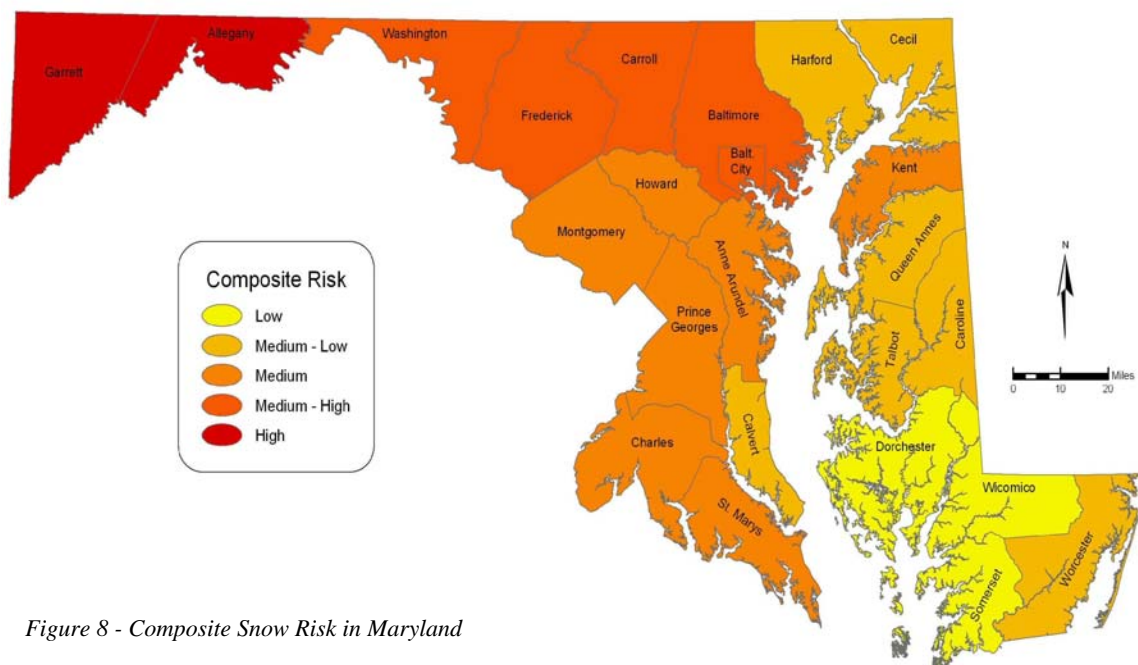 Garrett
Allegany
Washington
Frederick
Carroll
Baltimore
Balt.
City
Harford
Cecil
Howard
Montgomery
Anne Arundel
Prince
Georges
Kent
Queen Annes
Talbot
Caroline
Calvert
Charles
St. Marys
Dorchester
Wicomico
Somerset
Worcester
Composite Risk
Low
Medium - Low
Medium
Medium - High
High
N
Miles
0 10 20
Figure 8 - Composite Snow Risk in Maryland